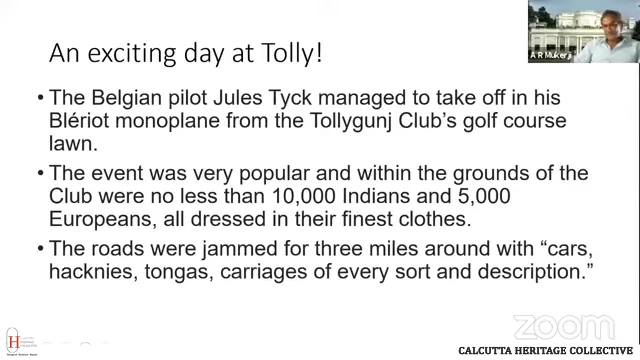 A R Mukerji
An exciting day at Tolly!
• The Belgian pilot Jules Tyck managed to take off in his
Blériot monoplane from the Tollygunj Club's golf course
lawn.
• The event was very popular and within the grounds of the
Club were no less than 10,000 Indians and 5,000
Europeans, all dressed in their finest clothes.
• The roads were jammed for three miles around with “cars,
hacknies, tongas, carriages of every sort and description.”
zoom
CALCUTTA HERITAGE COLLECTIVE